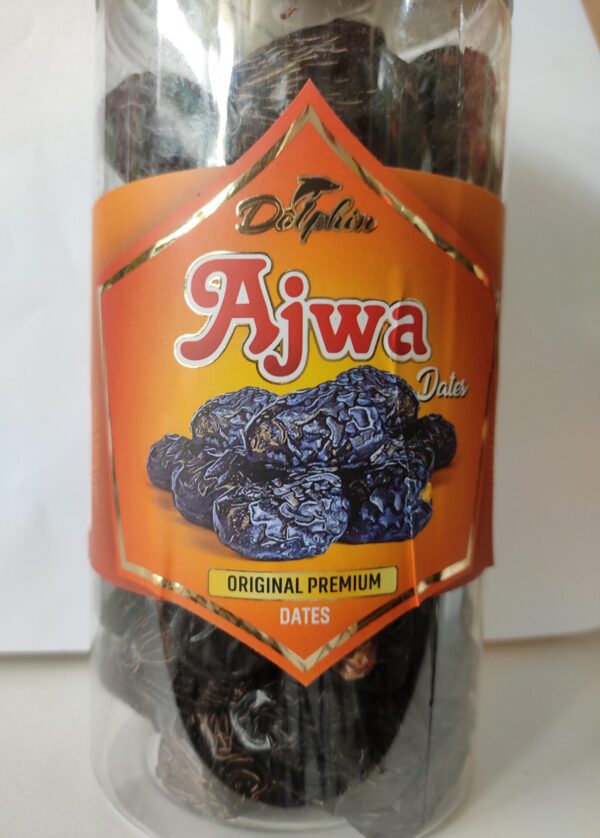 Dolphin
Ajwa
Dates
ORIGINAL PREMIUM
DATES